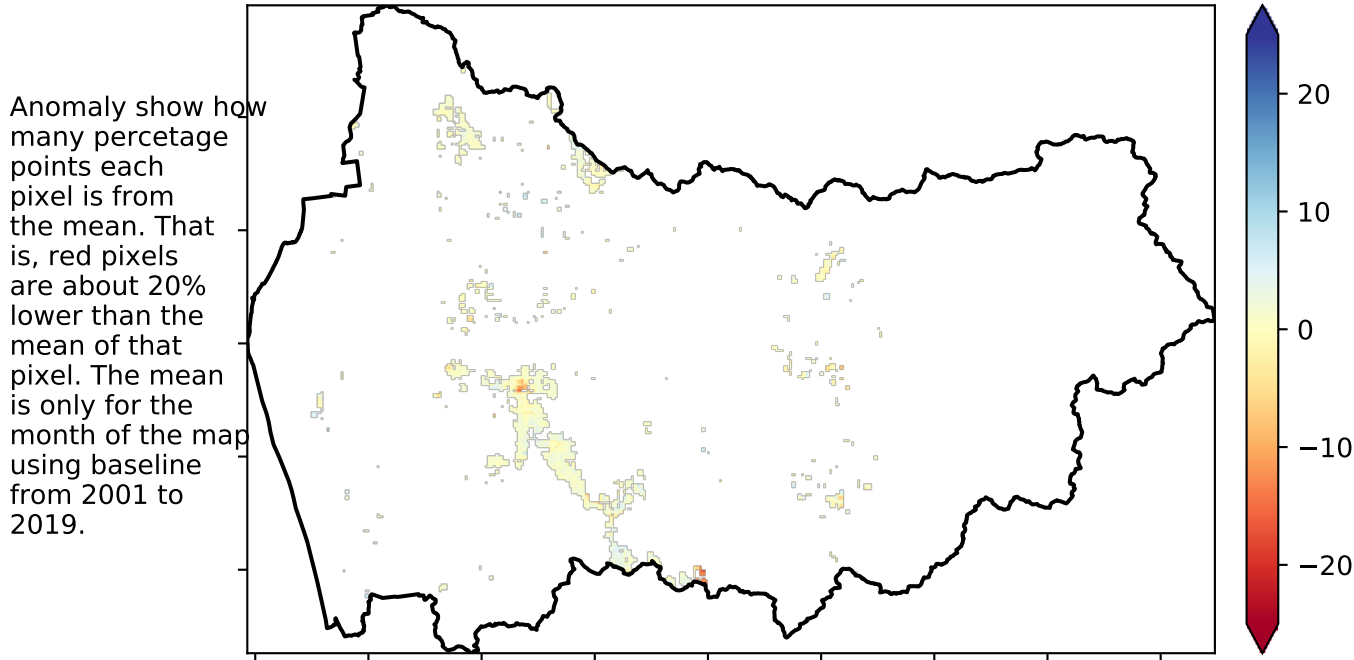 Anomaly show how
many percetage
points each
pixel is from
the mean. That
is, red pixels
are about 20%
lower than the
mean of that
pixel. The mean
is only for the
month of the map
using baseline
from 2001 to
2019.
20
10
0
−10
−20